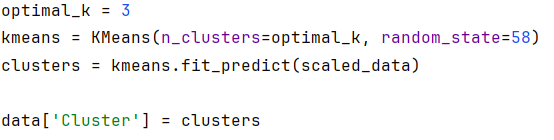 optimal_k = 3
kmeans = KMeans(n_clusters=optimal_k, random_state=58)
clusters = kmeans.fit_predict(scaled_data)
data['Cluster'] = clusters